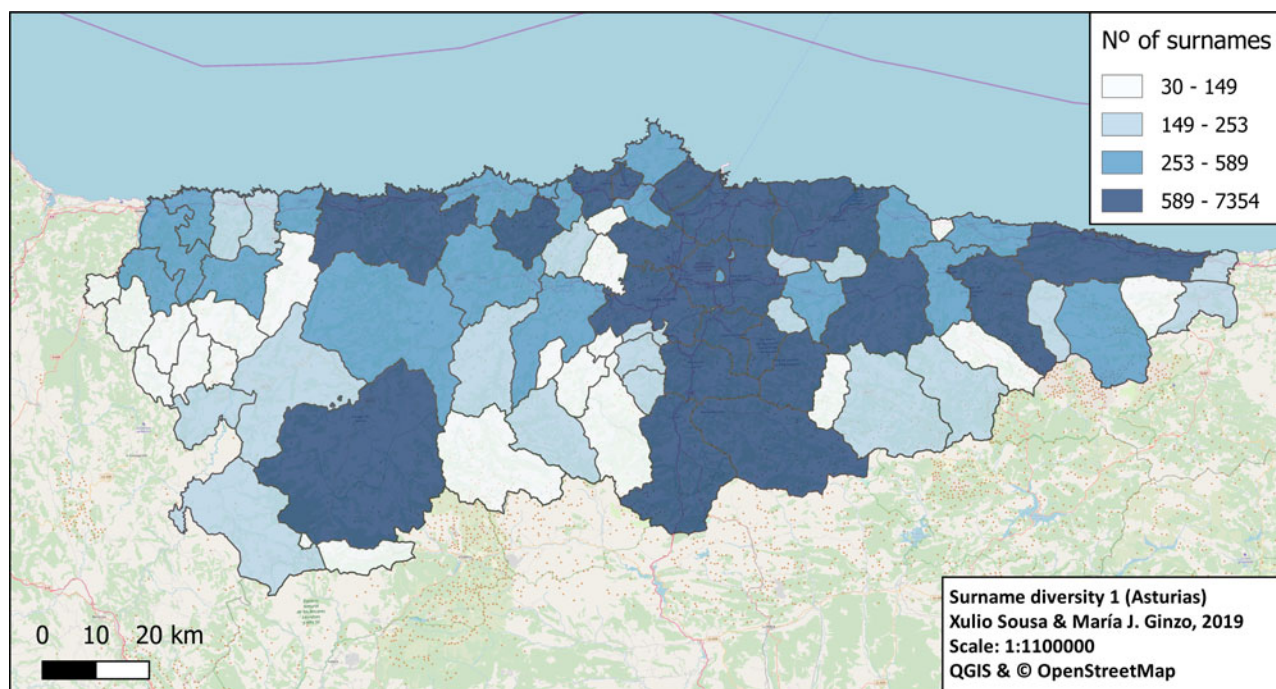 Nº of surnames
30 - 149
149 - 253
253 - 589
589 - 7354
0 10 20 km
Surname diversity 1 (Asturias)
Xulio Sousa & María J. Ginzo, 2019
Scale: 1:1100000
QGIS & © OpenStreetMap